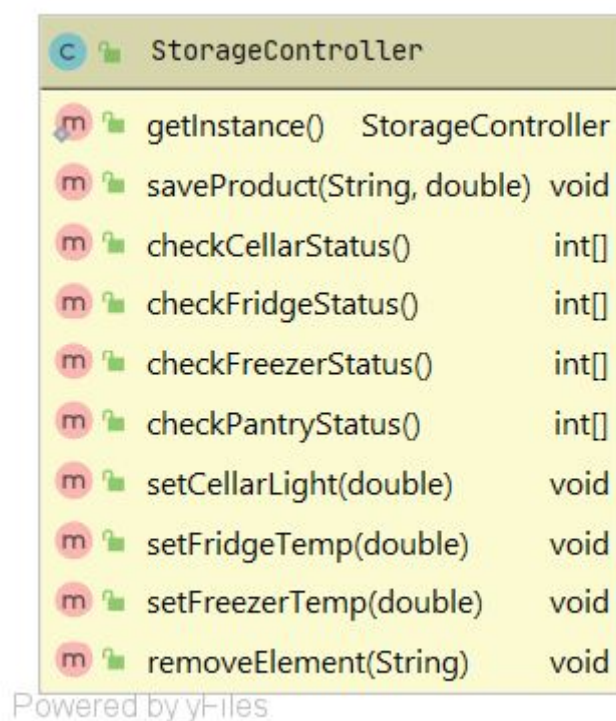 C StorageController
m getInstance() StorageController
m saveProduct(String, double) void
m checkCellarStatus() int[]
m checkFridgeStatus() int[]
m checkFreezerStatus() int[]
m checkPantryStatus() int[]
m setCellarLight(double) void
m setFridgeTemp(double) void
m setFreezerTemp(double) void
m removeElement(String) void
Powered by yFiles